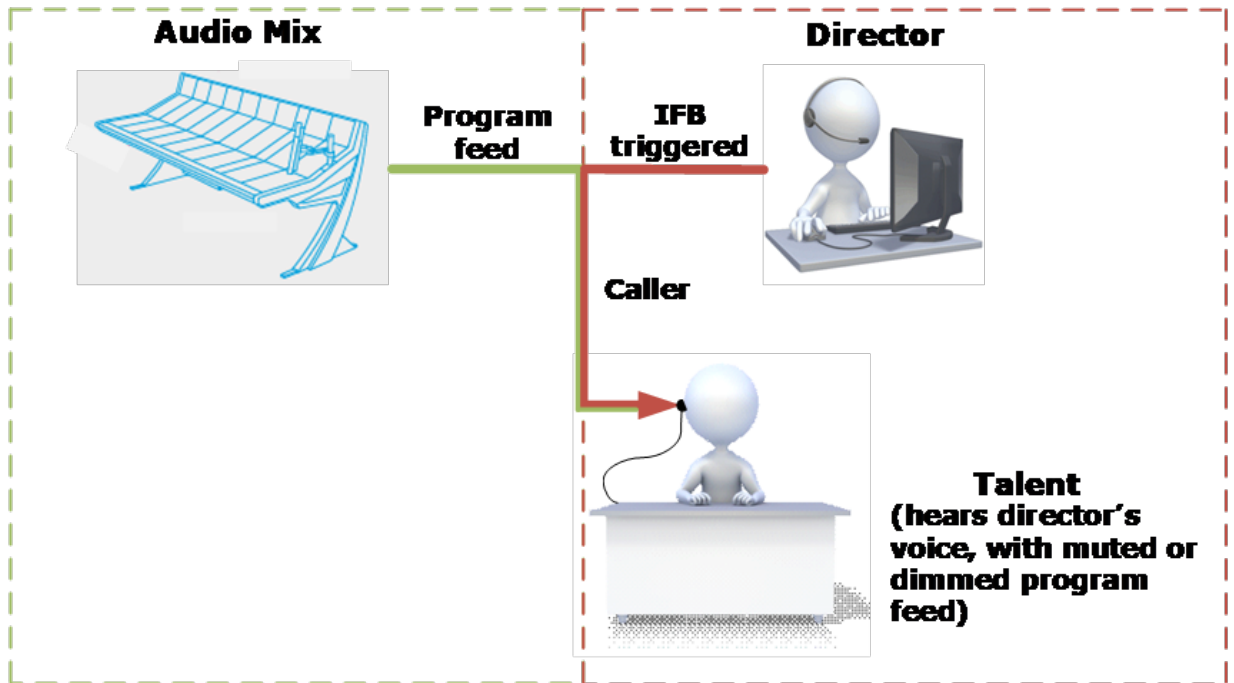 Audio Mix
Director
Program
feed
IFB
triggered
Caller
Talent
(hears director's
voice, with muted or
dimmed program
feed)